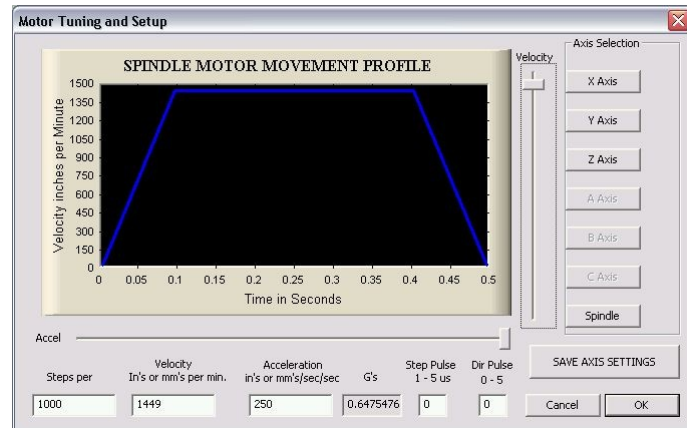 Motor Tuning and Setup
SPINDLE MOTOR MOVEMENT PROFILE
Velocity inches per Minute
1500
1350
1200
1050
900
750
600
450
300
150
0
0 0.05 0.1 0.15 0.2 0.25 0.3 0.35 0.4 0.45 0.5
Time in Seconds
Velocity
Axis Selection
X Axis
Y Axis
Z Axis
A Axis
B Axis
C Axis
Spindle
Accel
Steps per
Velocity
In's or mm's per min.
Acceleration
in's or mm's/sec/sec
G's
Step Pulse
1 - 5 us
Dir Pulse
0 - 5
1000
1449
250
0.6475476
0
0
SAVE AXIS SETTINGS
Cancel
OK